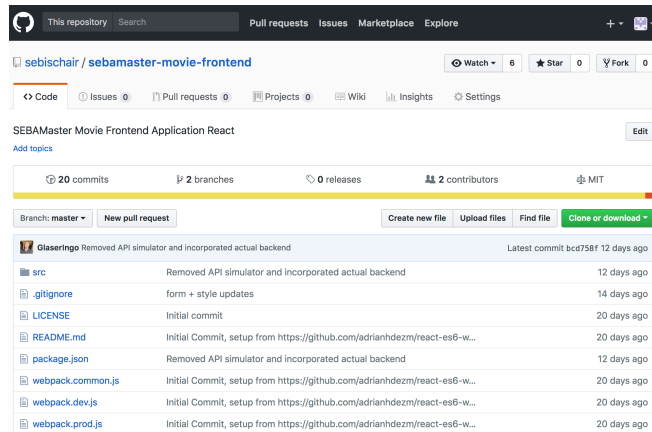 This repository Search Pull requests Issues Marketplace Explore
sebischair / sebamaster-movie-frontend Watch 6 Star 0 Fork 0
Code Issues 0 Pull requests 0 Projects 0 Wiki Insights Settings
SEBAMaster Movie Frontend Application React Edit
Add topics
20 commits 2 branches 0 releases 2 contributors MIT
Branch: master New pull request Create new file Upload files Find file Clone or download
GlaserIngo Removed API simulator and incorporated actual backend Latest commit bcd758f 12 days ago
src Removed API simulator and incorporated actual backend 12 days ago
.gitignore form + style updates 14 days ago
LICENSE Initial commit 20 days ago
README.md Initial Commit, setup from https://github.com/adrianhdezm/react-es6-w... 20 days ago
package.json Removed API simulator and incorporated actual backend 12 days ago
webpack.common.js Initial Commit, setup from https://github.com/adrianhdezm/react-es6-w... 20 days ago
webpack.dev.js Initial Commit, setup from https://github.com/adrianhdezm/react-es6-w... 20 days ago
webpack.prod.js Initial Commit, setup from https://github.com/adrianhdezm/react-es6-w... 20 days ago